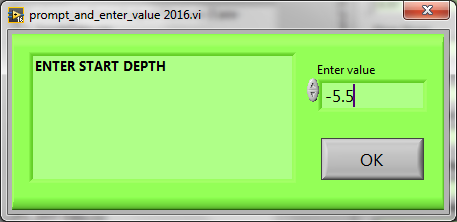 prompt_and_enter_value 2016.vi
ENTER START DEPTH
Enter value
-5.5
OK